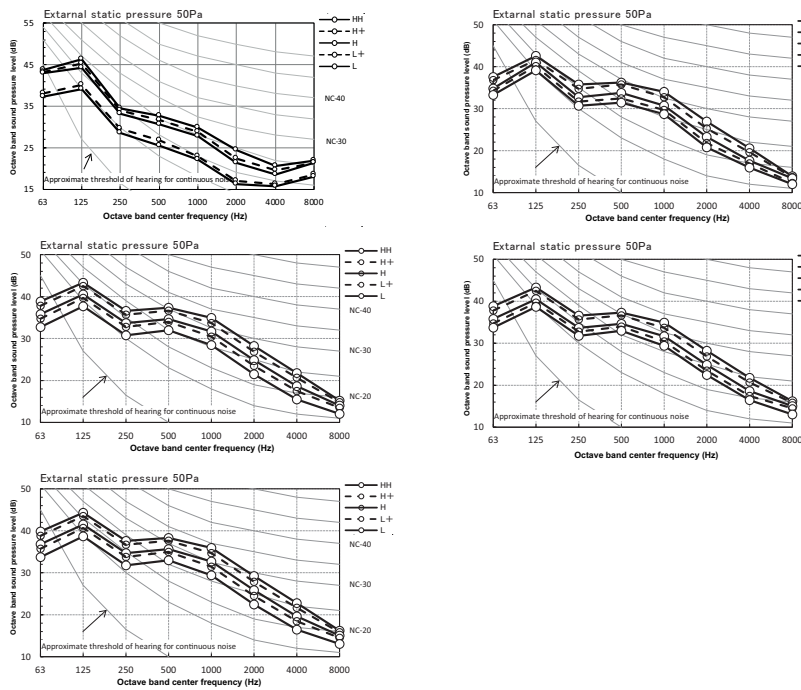 Extarnal static pressure 50Pa
Octave band sound pressure level (dB)
55
45
35
25
15
HH
H+
H
L+
L
NC-40
NC-30
Approximate threshold of hearing for continuous noise
63 125 250 500 1000 2000 4000 8000
Octave band center frequency (Hz)
Extarnal static pressure 50Pa
Octave band sound pressure level (dB)
50
40
30
20
10
Approximate threshold of hearing for continuous noise
63 125 250 500 1000 2000 4000 8000
Octave band center frequency (Hz)
Extarnal static pressure 50Pa
Octave band sound pressure level (dB)
50
40
30
20
10
HH
H+
H
L+
L
NC-40
NC-30
NC-20
Approximate threshold of hearing for continuous noise
63 125 250 500 1000 2000 4000 8000
Octave band center frequency (Hz)
Extarnal static pressure 50Pa
Octave band sound pressure level (dB)
50
40
30
20
10
Approximate threshold of hearing for continuous noise
63 125 250 500 1000 2000 4000 8000
Octave band center frequency (Hz)
Extarnal static pressure 50Pa
Octave band sound pressure level (dB)
50
40
30
20
10
HH
H+
H
L+
L
NC-40
NC-30
NC-20
Approximate threshold of hearing for continuous noise
63 125 250 500 1000 2000 4000 8000
Octave band center frequency (Hz)